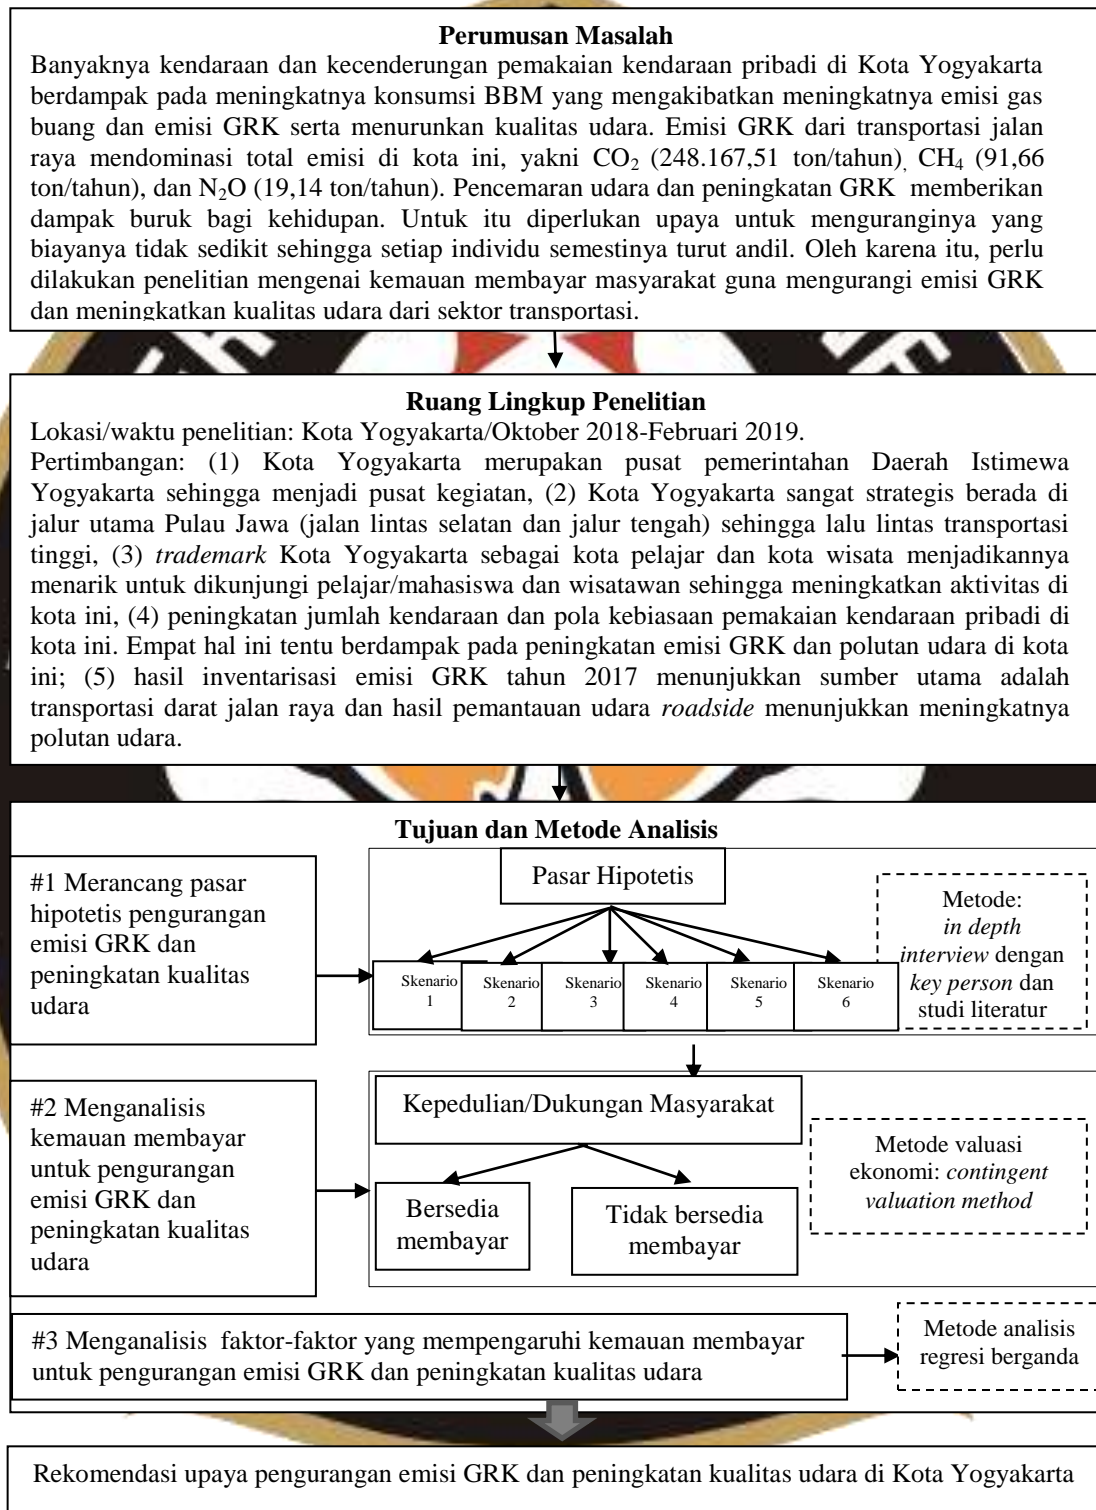 Perumusan Masalah
Banyaknya kendaraan dan kecenderungan pemakaian kendaraan pribadi di Kota Yogyakarta
berdampak pada meningkatnya konsumsi BBM yang mengakibatkan meningkatnya emisi gas
buang dan emisi GRK serta menurunkan kualitas udara. Emisi GRK dari transportasi jalan
raya mendominasi total emisi di kota ini, yakni CO₂ (248.167,51 ton/tahun), CH₄ (91,66
ton/tahun), dan N₂O (19,14 ton/tahun). Pencemaran udara dan peningkatan GRK memberikan
dampak buruk bagi kehidupan. Untuk itu diperlukan upaya untuk menguranginya yang
biayanya tidak sedikit sehingga setiap individu semestinya turut andil. Oleh karena itu, perlu
dilakukan penelitian mengenai kemauan membayar masyarakat guna mengurangi emisi GRK
dan meningkatkan kualitas udara dari sektor transportasi.
Ruang Lingkup Penelitian
Lokasi/waktu penelitian: Kota Yogyakarta/Oktober 2018-Februari 2019.
Pertimbangan: (1) Kota Yogyakarta merupakan pusat pemerintahan Daerah Istimewa
Yogyakarta sehingga menjadi pusat kegiatan, (2) Kota Yogyakarta sangat strategis berada di
jalur utama Pulau Jawa (jalan lintas selatan dan jalur tengah) sehingga lalu lintas transportasi
tinggi, (3) trademark Kota Yogyakarta sebagai kota pelajar dan kota wisata menjadikannya
menarik untuk dikunjungi pelajar/mahasiswa dan wisatawan sehingga meningkatkan aktivitas di
kota ini, (4) peningkatan jumlah kendaraan dan pola kebiasaan pemakaian kendaraan pribadi di
kota ini. Empat hal ini tentu berdampak pada peningkatan emisi GRK dan polutan udara di kota
ini; (5) hasil inventarisasi emisi GRK tahun 2017 menunjukkan sumber utama adalah
transportasi darat jalan raya dan hasil pemantauan udara roadside menunjukkan meningkatnya
polutan udara.
Tujuan dan Metode Analisis
#1 Merancang pasar
hipotetis pengurangan
emisi GRK dan
peningkatan kualitas
udara
Pasar Hipotetis
Skenario
1
Skenario
2
Skenario
3
Skenario
4
Skenario
5
Skenario
6
Metode:
in depth
interview dengan
key person dan
studi literatur
#2 Menganalisis
kemauan membayar
untuk pengurangan
emisi GRK dan
peningkatan kualitas
udara
Kepedulian/Dukungan Masyarakat
Bersedia
membayar
Tidak bersedia
membayar
Metode valuasi
ekonomi: contingent
valuation method
#3 Menganalisis faktor-faktor yang mempengaruhi kemauan membayar
untuk pengurangan emisi GRK dan peningkatan kualitas udara
Metode analisis
regresi berganda
Rekomendasi upaya pengurangan emisi GRK dan peningkatan kualitas udara di Kota Yogyakarta